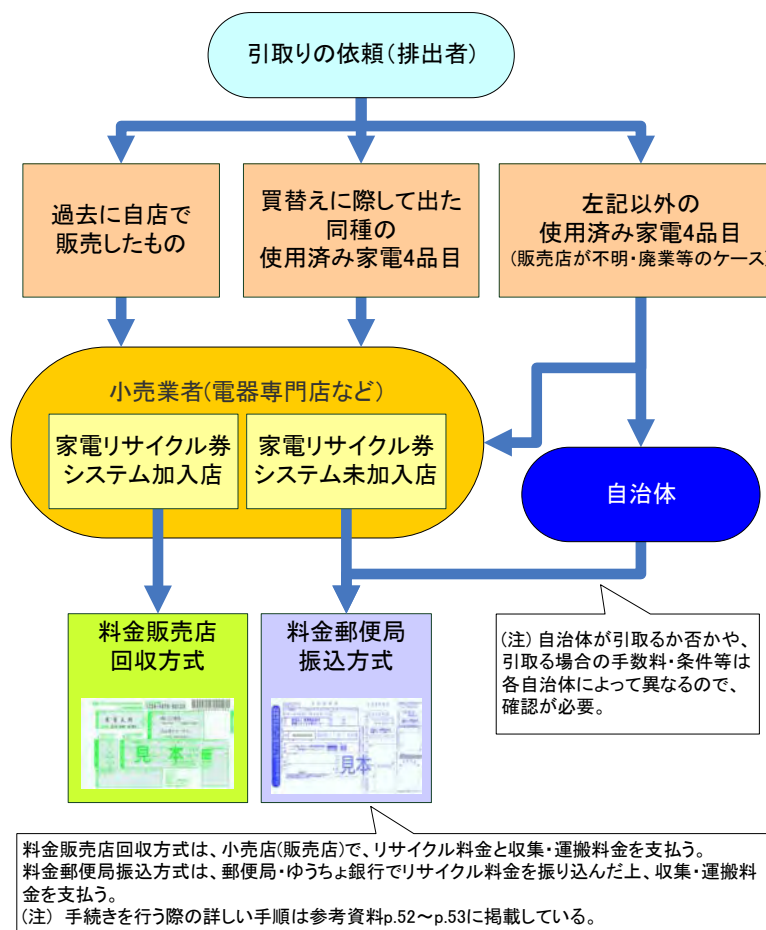 引取りの依頼(排出者)
過去に自店で
販売したもの
買替えに際して出た
同種の
使用済み家電4品目
左記以外の
使用済み家電4品目
(販売店が不明・廃業等のケース)
小売業者(電器専門店など)
家電リサイクル券
システム加入店
家電リサイクル券
システム未加入店
自治体
料金販売店
回収方式
見本
料金郵便局
振込方式
見本
(注) 自治体が引取るか否かや、
引取る場合の手数料・条件等は
各自治体によって異なるので、
確認が必要。
料金販売店回収方式は、小売店(販売店)で、リサイクル料金と収集・運搬料金を支払う。
料金郵便局振込方式は、郵便局・ゆうちょ銀行でリサイクル料金を振り込んだ上、収集・運搬料
金を支払う。
(注) 手続きを行う際の詳しい手順は参考資料p.52~p.53に掲載している。